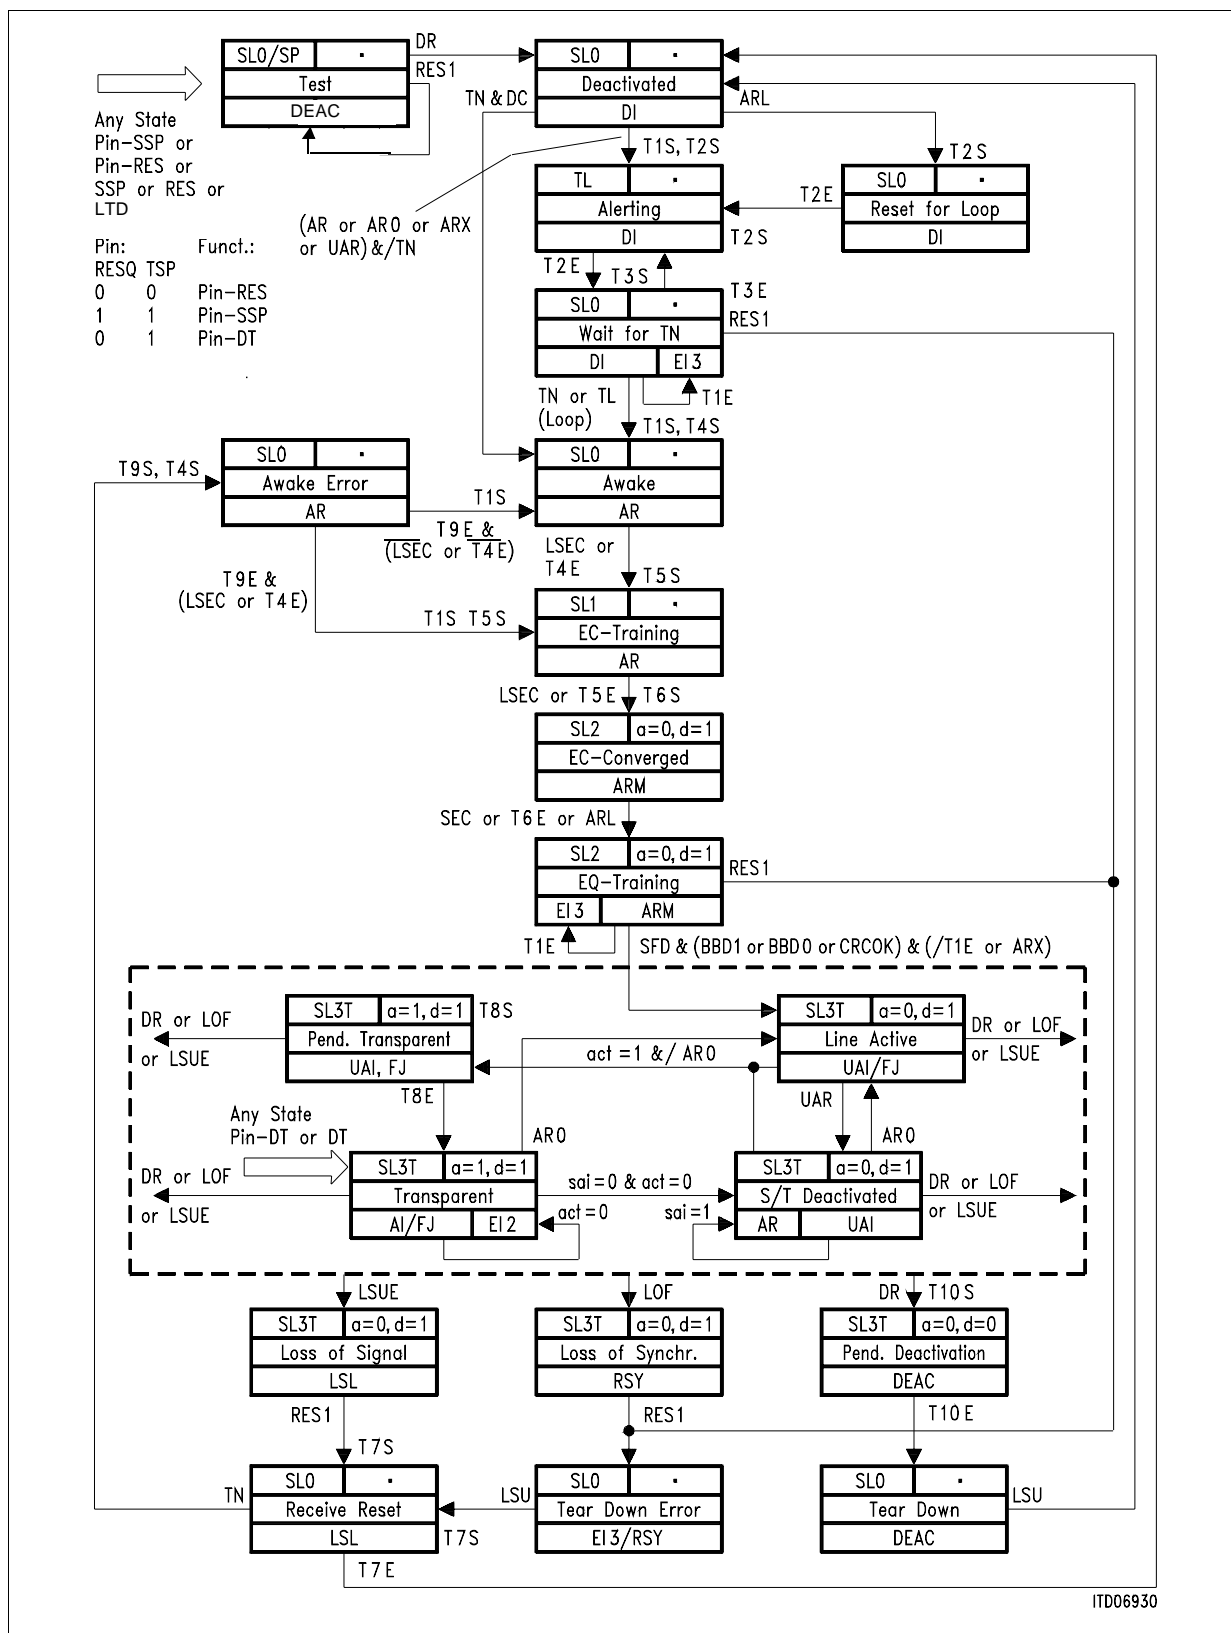 SL0/SP
DR
Test
RES1
DEAC
SL0
Deactivated
DI
TN & DC
ARL
T1S, T2S
T2S
Any State
Pin-SSP or
Pin-RES or
SSP or RES or
LTD
Pin: Funct.:
RESQ TSP
0 0 Pin-RES
1 1 Pin-SSP
0 1 Pin-DT
(AR or AR0 or ARX
or UAR)&/TN
TL
Alerting
DI
T2E
T2S
SL0
Reset for Loop
DI
T2E
T3S
SL0
T3E
Wait for TN
RES1
DI EI3
TN or TL
(Loop)
T1E
T1S, T4S
T9S, T4S
SL0
Awake Error
AR
T1S
T9E &
(LSEC or T4E)
SL0
Awake
AR
LSEC or
T4E
T5S
T9E &
(LSEC or T4E)
T1S T5S
SL1
EC-Training
AR
LSEC or T5E
T6S
SL2 a=0, d=1
EC-Converged
ARM
SEC or T6E or ARL
SL2 a=0, d=1
EQ-Training
RES1
EI3 ARM
T1E
SFD & (BBD1 or BBD0 or CRCOK) & (/T1E or ARX)
DR or LOF
or LSUE
SL3T a=1, d=1 T8S
Pend. Transparent
UAI, FJ
T8E
act =1 &/ AR0
SL3T a=0, d=1
Line Active
UAI/FJ
DR or LOF
or LSUE
UAR
AR0
AR0
Any State
Pin-DT or DT
DR or LOF
or LSUE
SL3T a=1, d=1
Transparent
AI/FJ EI2
sai=0 & act=0
act=0
sai=1
SL3T a=0, d=1
S/T Deactivated
AR UAI
DR or LOF
or LSUE
LSUE
LOF
DR T10S
SL3T a=0, d=1
Loss of Signal
LSL
SL3T a=0, d=1
Loss of Synchr.
RSY
SL3T a=0, d=0
Pend. Deactivation
DEAC
RES1
T7S
RES1
T10E
TN
SL0
Receive Reset
LSL
T7S
T7E
LSU
SL0
Tear Down Error
EI3/RSY
SL0
Tear Down
DEAC
LSU
ITD06930